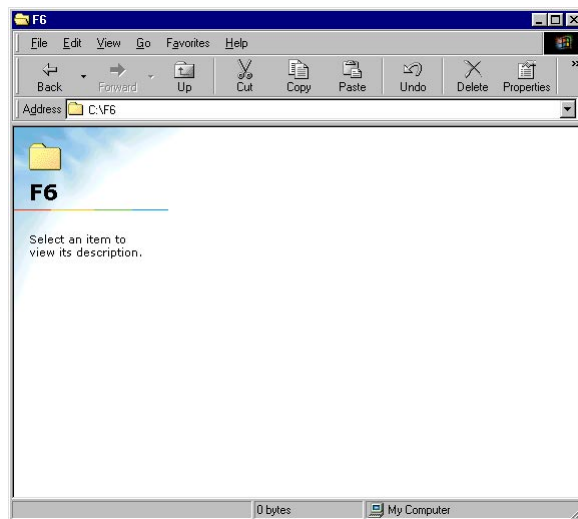 F6
File Edit View Go Favorites Help
Back Forward Up Cut Copy Paste Undo Delete Properties »
Address C:\F6
F6
Select an item to
view its description.
0 bytes My Computer